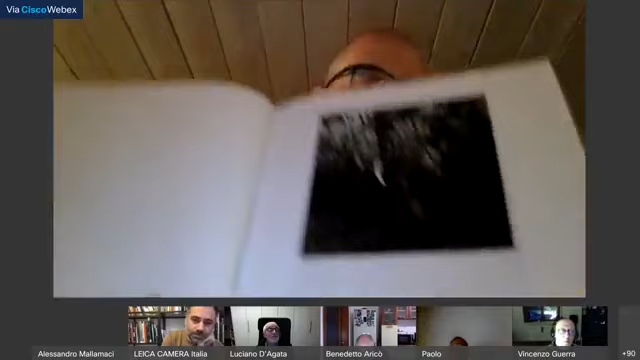 Via CiscoWebex
Alessandro Mallamaci
LEICA CAMERA Italia
Luciano D'Agata
Benedetto Aricò
Paolo
Vincenzo Guerra
+90